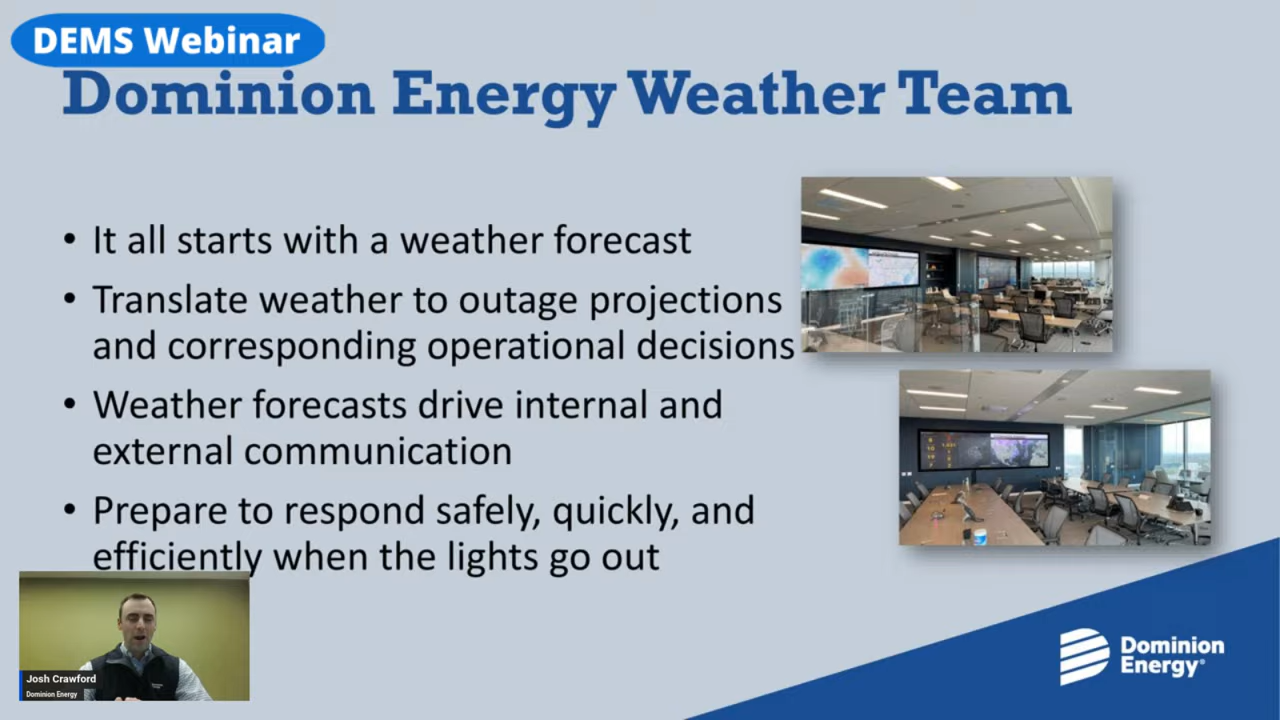 DEMS Webinar
Dominion Energy Weather Team
• It all starts with a weather forecast
• Translate weather to outage projections
and corresponding operational decisions
• Weather forecasts drive internal and
external communication
• Prepare to respond safely, quickly, and
efficiently when the lights go out
Josh Crawford
Dominion Energy
Dominion
Energy®